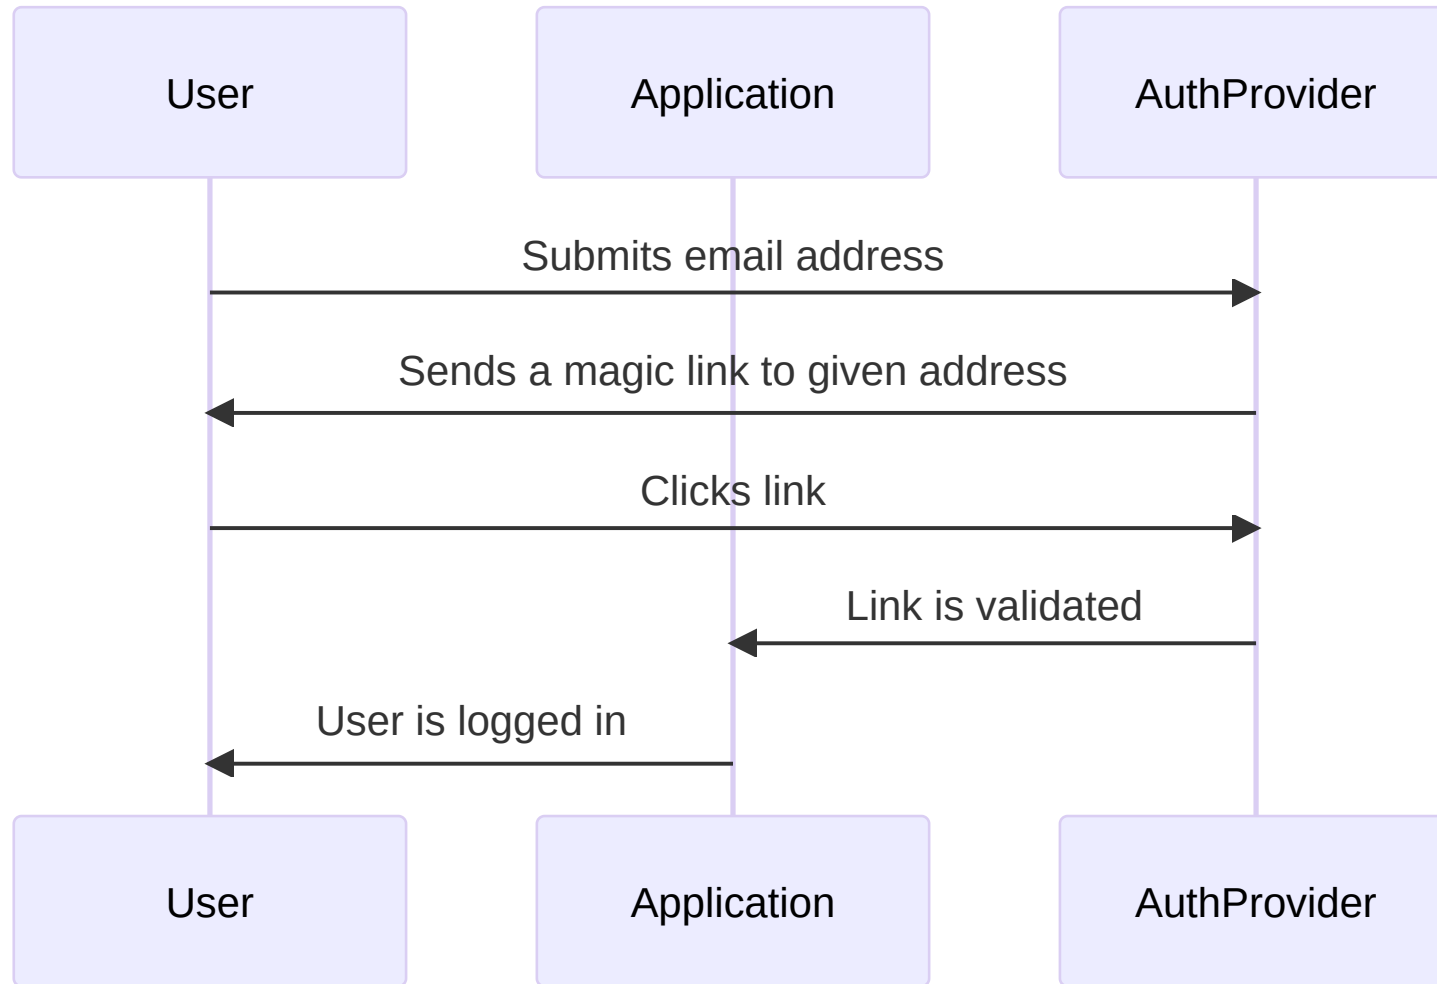 User
Application
AuthProvider
Submits email address
Sends a magic link to given address
Clicks link
Link is validated
User is logged in
User
Application
AuthProvider